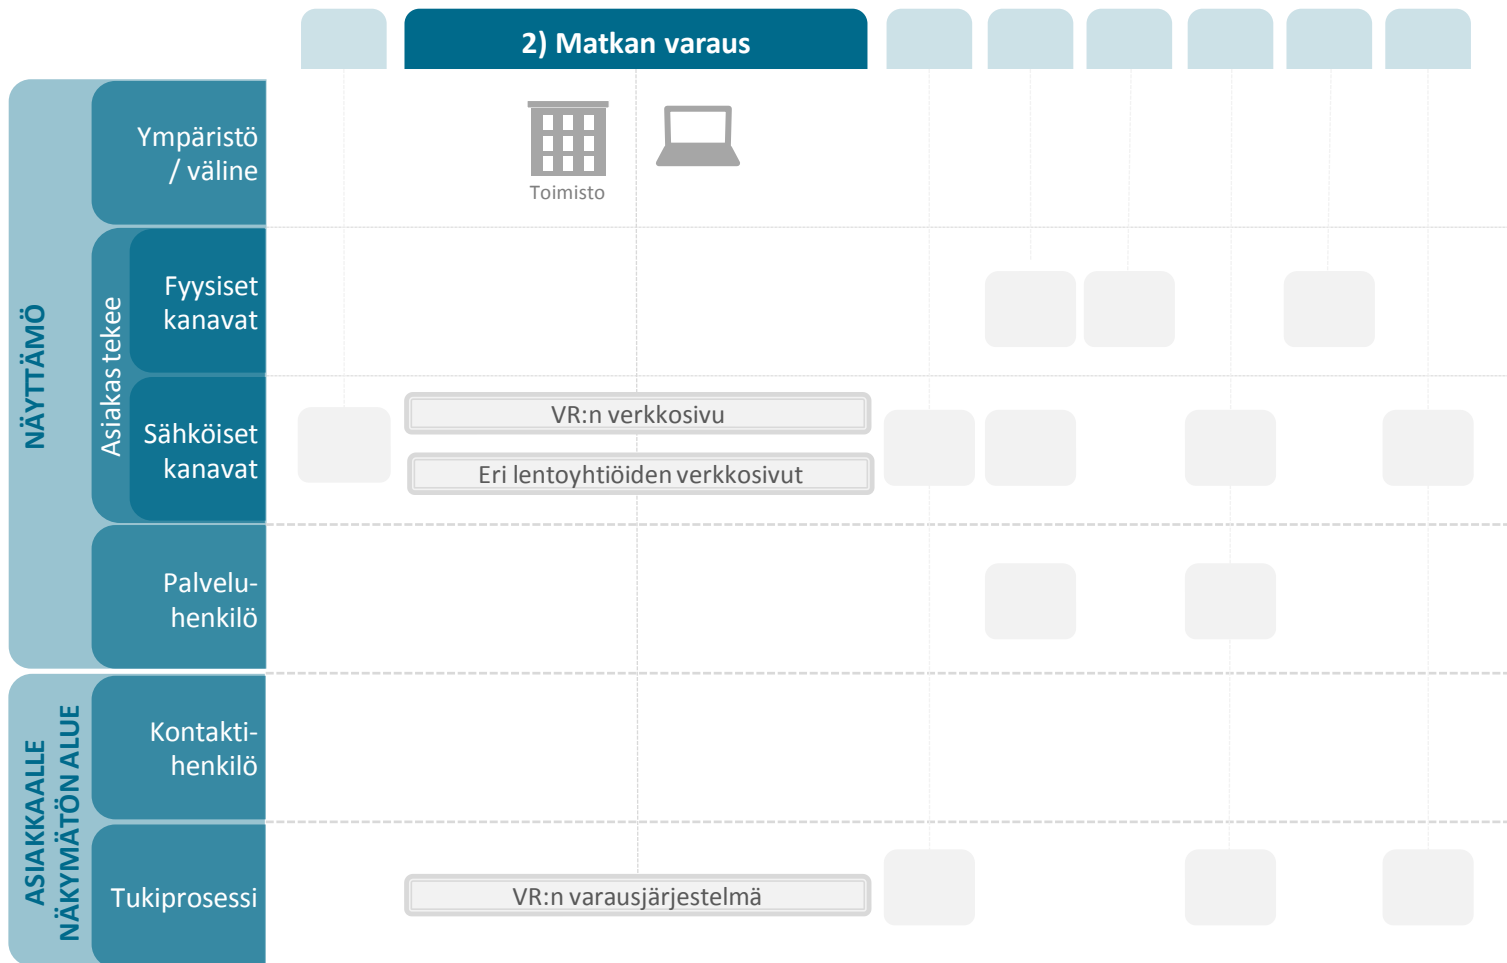 2) Matkan varaus
NÄYTTÄMÖ
Ympäristö
/ väline
Toimisto
Asiakas tekee
Fyysiset
kanavat
Sähköiset
kanavat
VR:n verkkosivu
Eri lentoyhtiöiden verkkosivut
Palvelu-
henkilö
ASIAKKAALLE
NÄKYMÄTÖN ALUE
Kontakti-
henkilö
Tukiprosessi
VR:n varausjärjestelmä